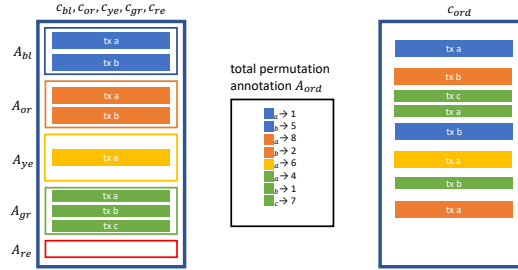 c_bl, c_or, c_ye, c_gr, c_re
A_bl
tx a
tx b
A_or
tx a
tx b
A_ye
tx a
A_gr
tx a
tx b
tx c
A_re
total permutation
annotation A_ord
a → 1
b → 5
a → 8
b → 2
a → 6
a → 4
b → 1
c → 7
c_ord
tx a
tx b
tx c
tx a
tx b
tx a
tx b
tx a